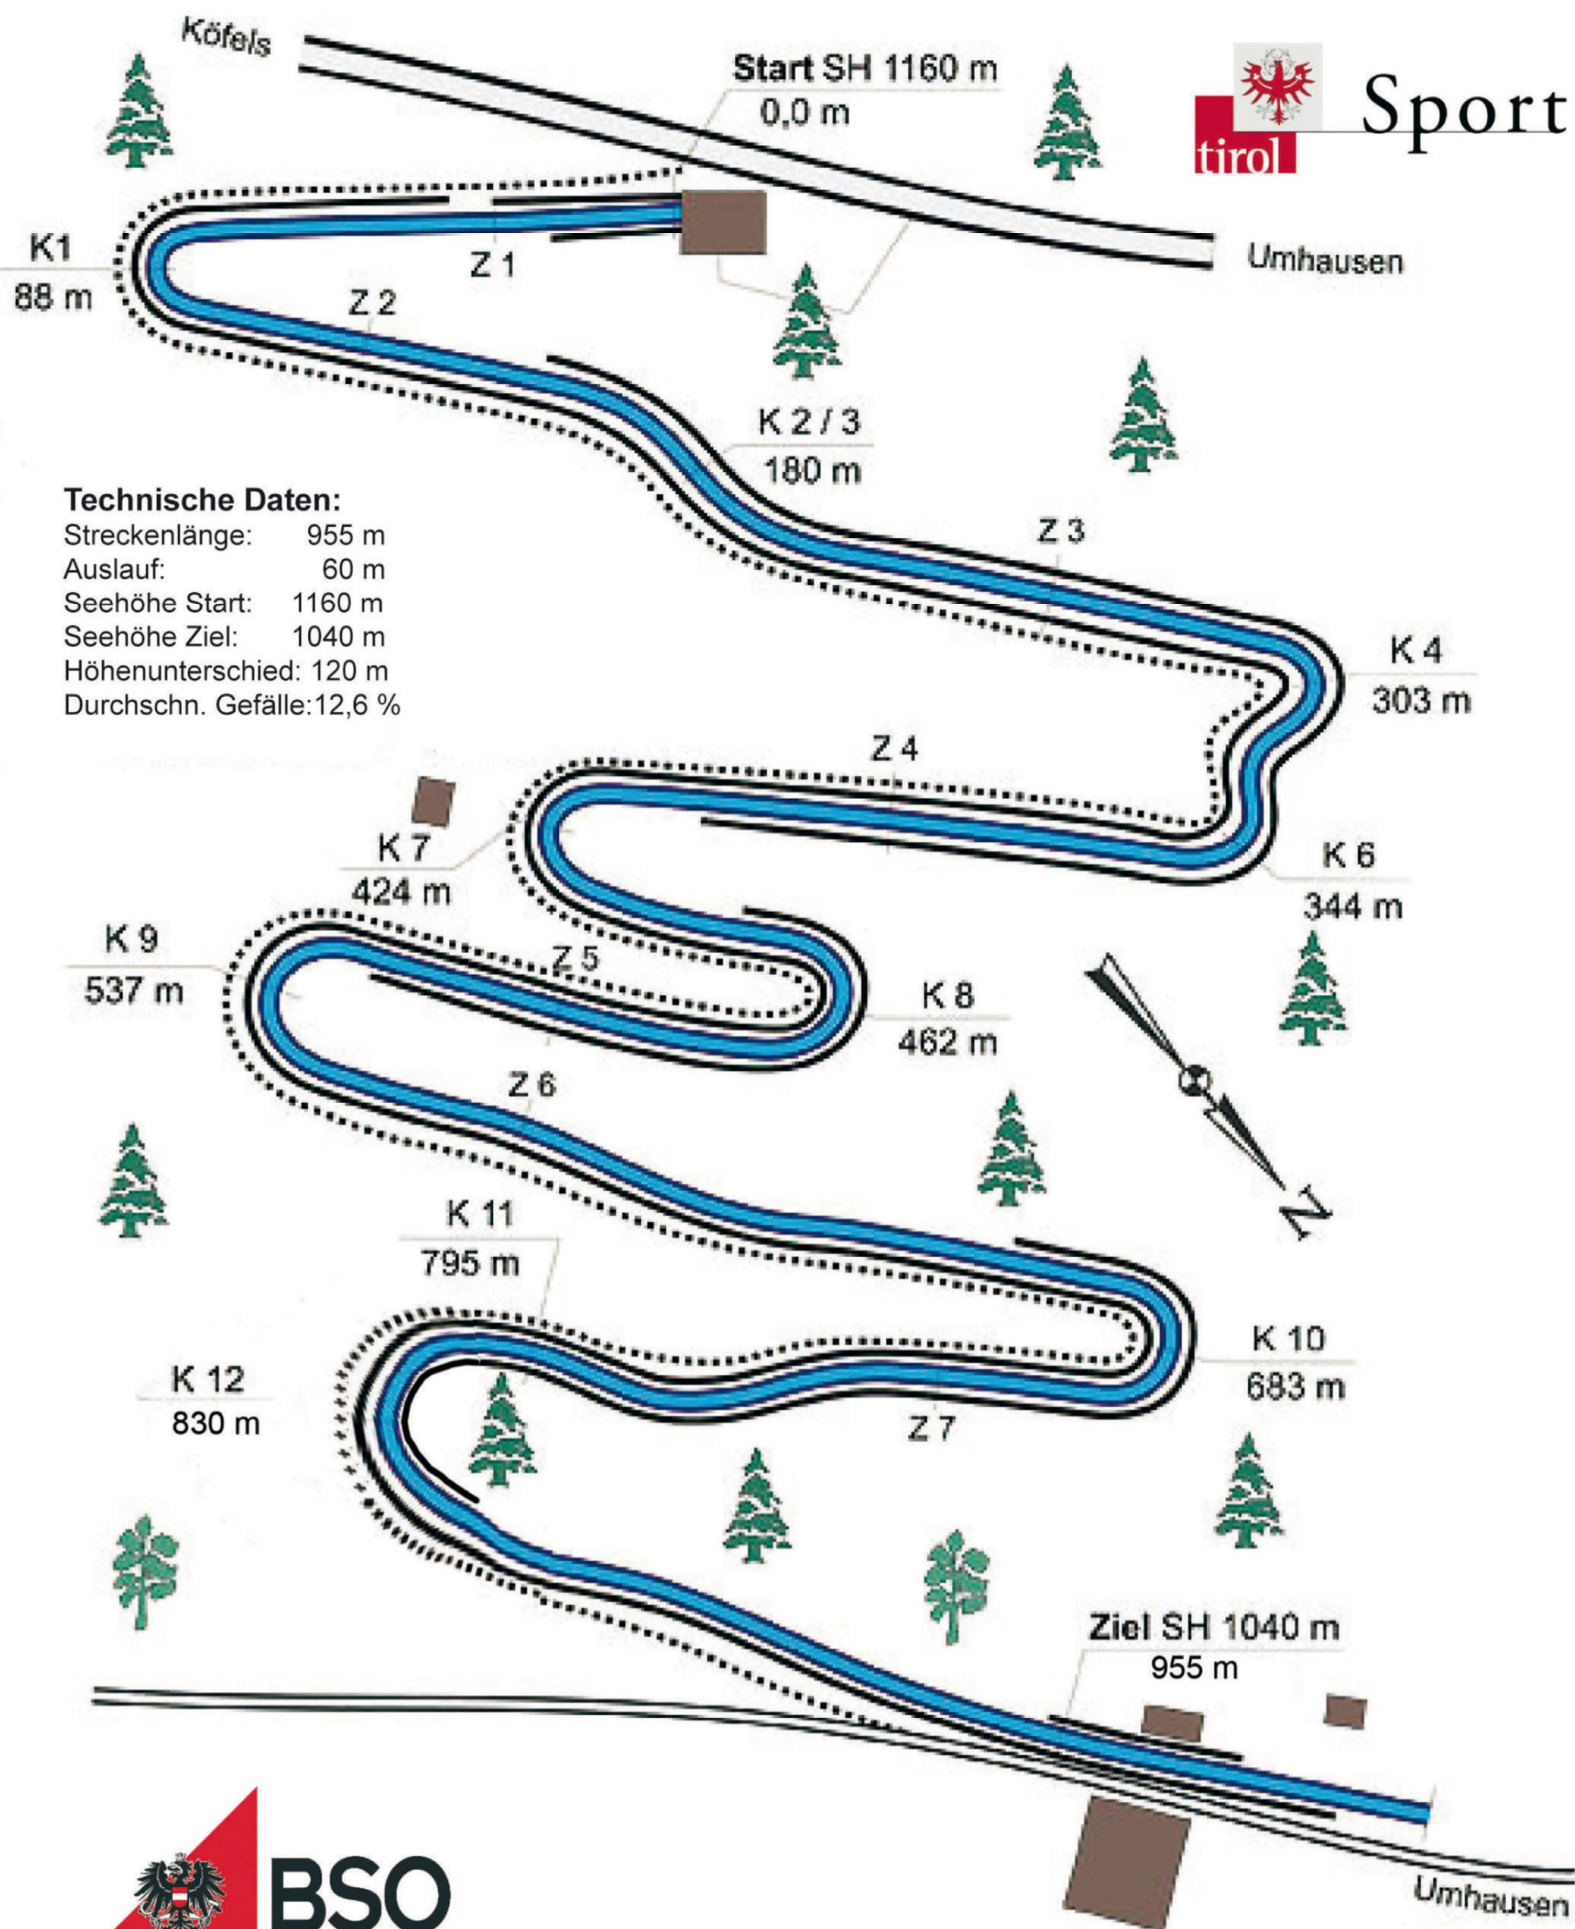 Köfels
Start SH 1160 m
0,0 m
Sport
tirol
Umhausen
K1
88 m
Z 1
Z 2
K 2 / 3
180 m
Technische Daten:
Streckenlänge: 955 m
Auslauf: 60 m
Seehöhe Start: 1160 m
Seehöhe Ziel: 1040 m
Höhenunterschied: 120 m
Durchschn. Gefälle:12,6 %
Z 3
K 4
303 m
Z 4
K 7
424 m
K 6
344 m
K 9
537 m
Z 5
K 8
462 m
Z 6
N
K 11
795 m
K 10
683 m
K 12
830 m
Z 7
Ziel SH 1040 m
955 m
Umhausen
BSO